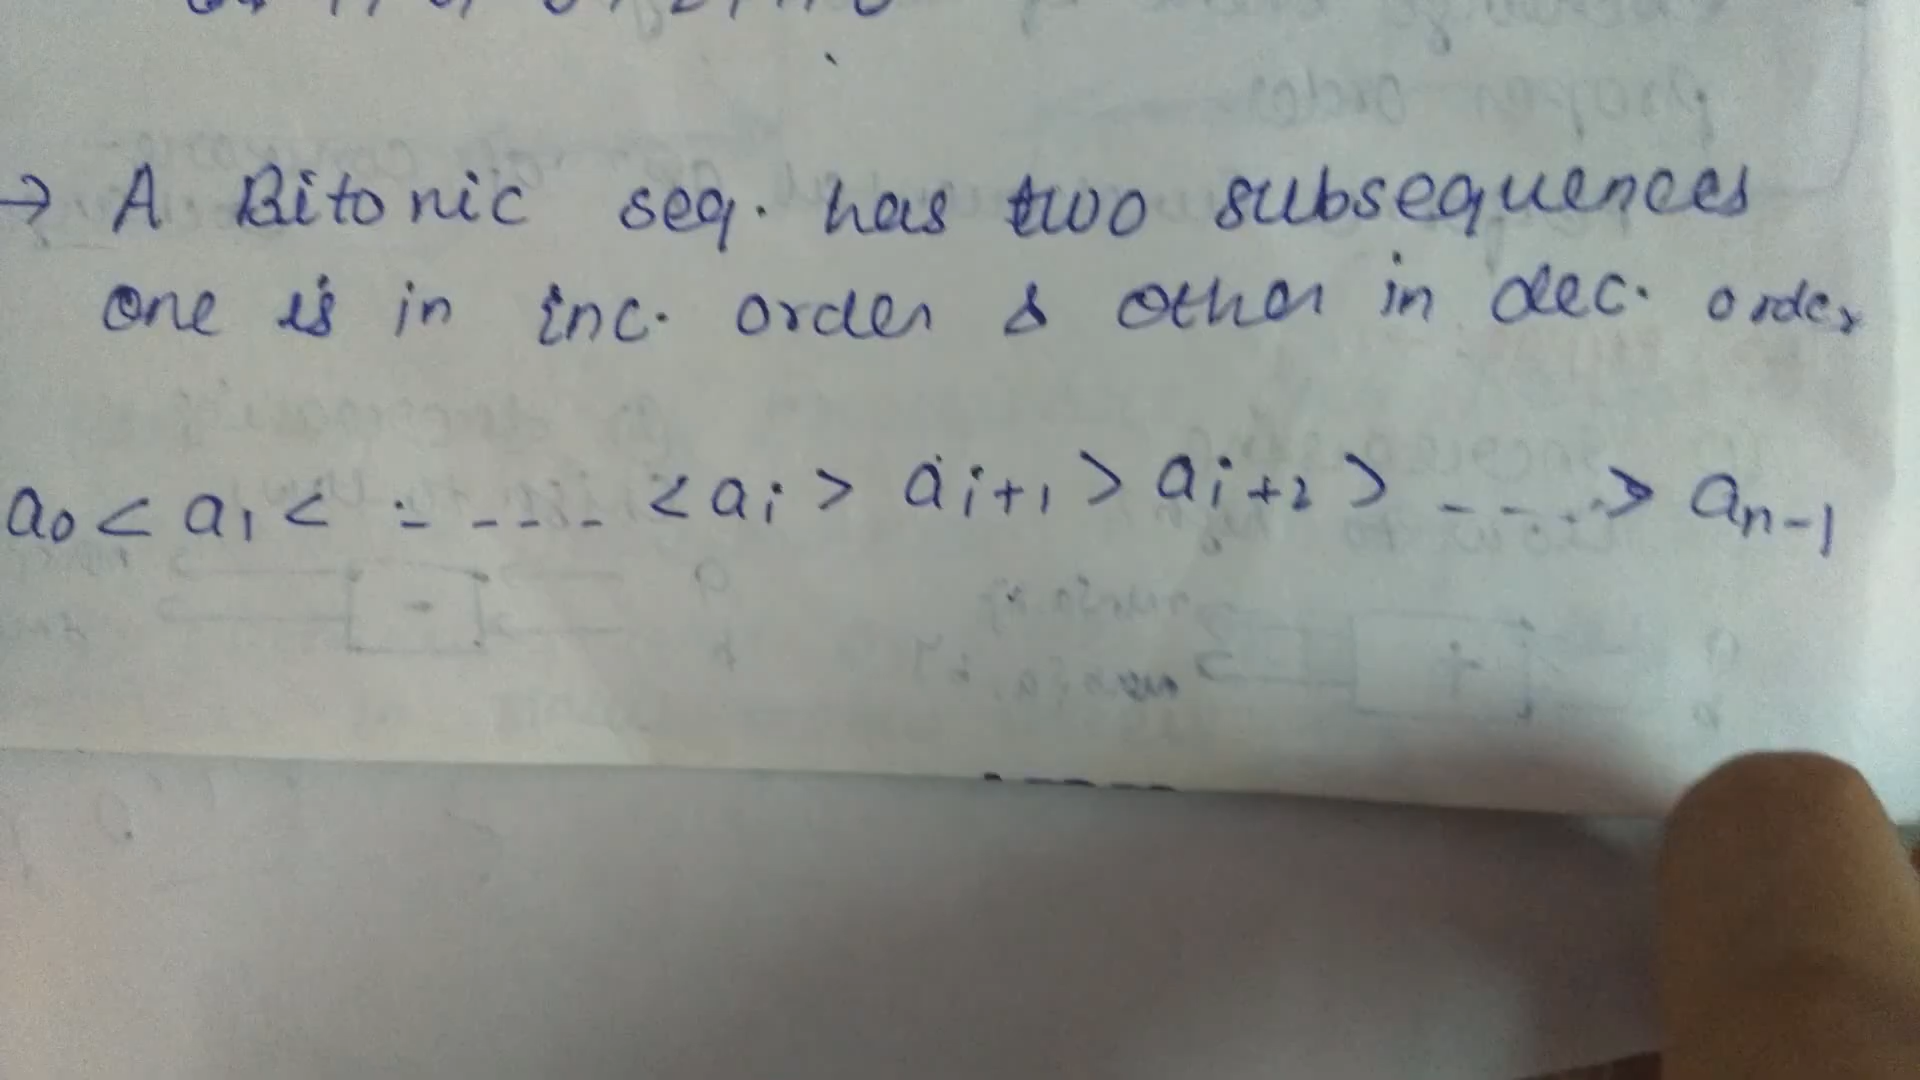 → A Bitonic seq. has two subsequences
one is in inc. order & other in dec. order
a₀ < a₁ < - - - - - < aᵢ > aᵢ₊₁ > aᵢ₊₂ > - - - - > aₙ₋₁